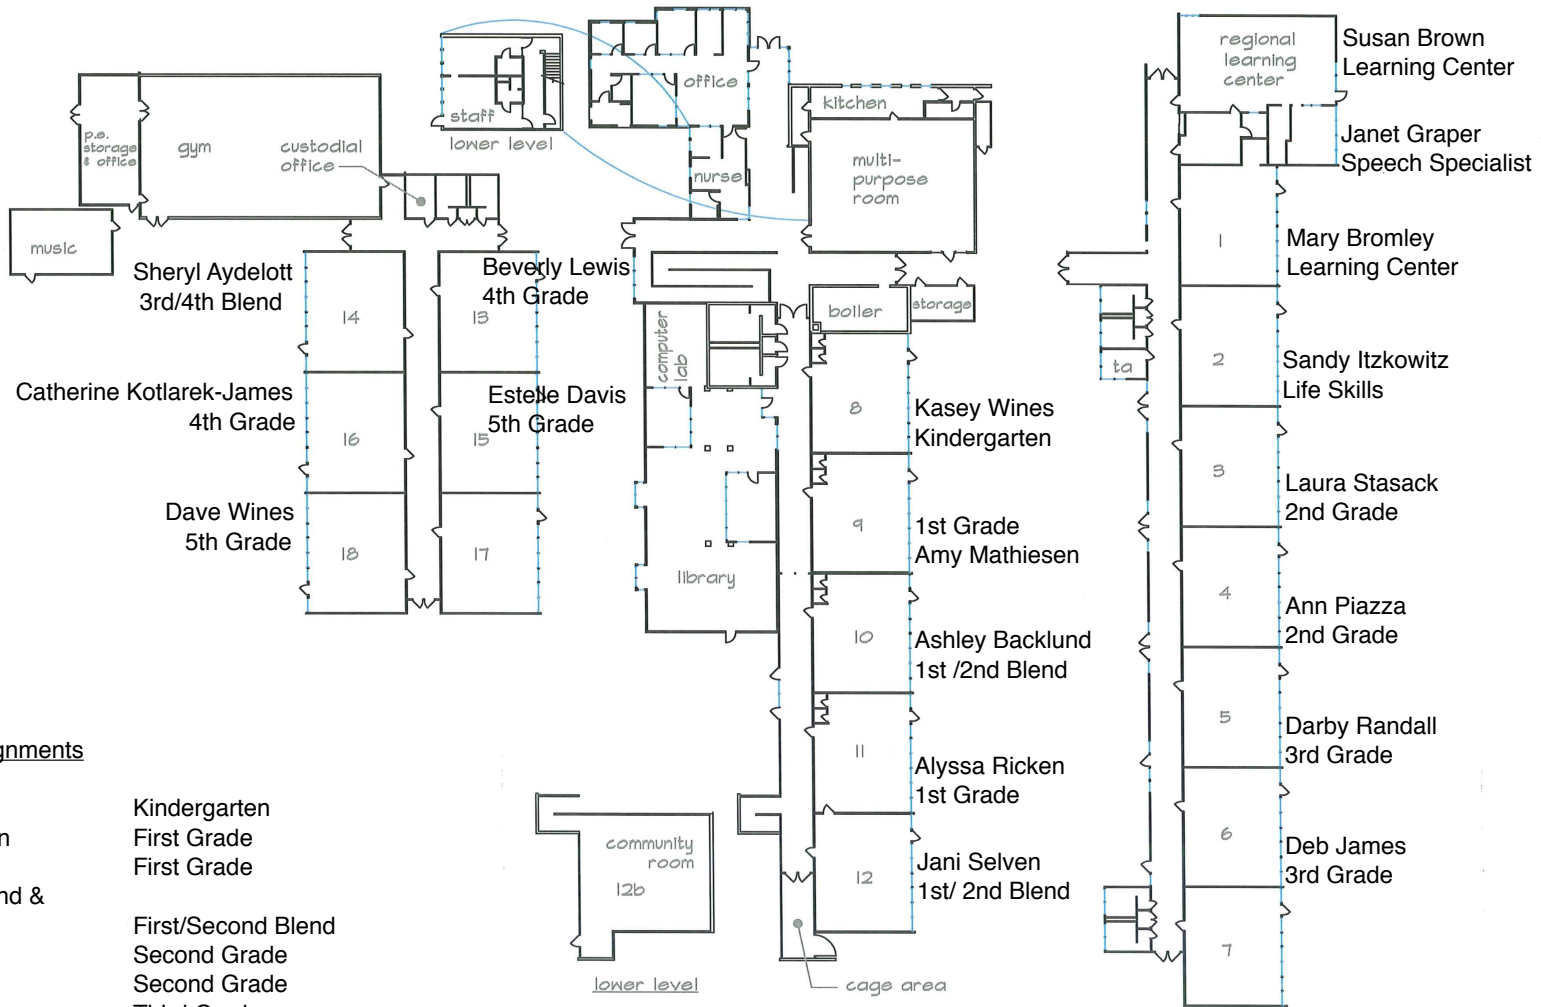 regional
learning
center
Susan Brown
Learning Center
Janet Graper
Speech Specialist
office
kitchen
staff
lower level
nurse
multi-
purpose
room
p.e.
storage
& office
gym
custodial
office
music
Sheryl Aydelott
3rd/4th Blend
14
13
Beverly Lewis
4th Grade
Catherine Kotlarek-James
4th Grade
16
15
Estelle Davis
5th Grade
Dave Wines
5th Grade
18
17
computer
lab
library
boiler
storage
8
Kasey Wines
Kindergarten
9
1st Grade
Amy Mathiesen
10
Ashley Backlund
1st /2nd Blend
11
Alyssa Ricken
1st Grade
12
Jani Selven
1st/ 2nd Blend
cage area
community
room
12b
lower level
1
Mary Bromley
Learning Center
ta
2
Sandy Itzkowitz
Life Skills
3
Laura Stasack
2nd Grade
4
Ann Piazza
2nd Grade
5
Darby Randall
3rd Grade
6
Deb James
3rd Grade
7
gnments
Kindergarten
n First Grade
First Grade
nd &
First/Second Blend
Second Grade
Second Grade